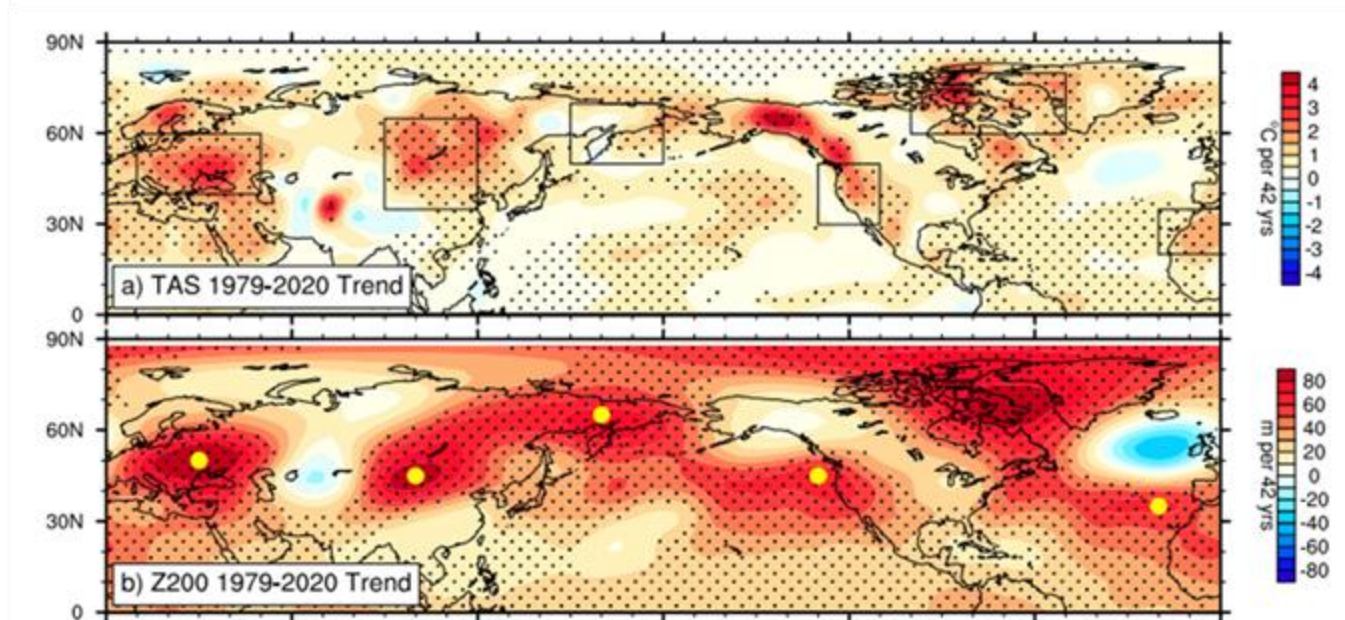 90N
60N
30N
0
a) TAS 1979-2020 Trend
4
3
2
1
0
-1
-2
-3
-4
°C per 42 yrs
90N
60N
30N
0
b) Z200 1979-2020 Trend
80
60
40
20
0
-20
-40
-60
-80
m per 42 yrs